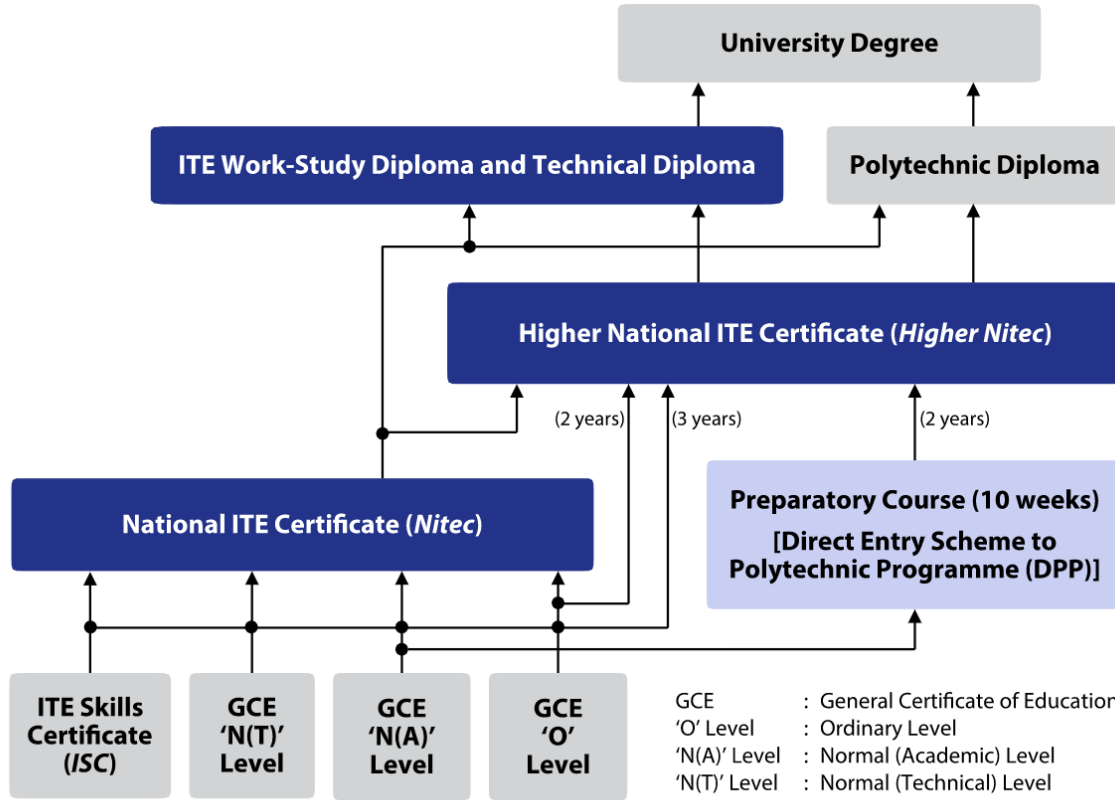 University Degree
ITE Work-Study Diploma and Technical Diploma
Polytechnic Diploma
Higher National ITE Certificate (Higher Nitec)
(2 years)
(3 years)
(2 years)
National ITE Certificate (Nitec)
Preparatory Course (10 weeks)
[Direct Entry Scheme to
Polytechnic Programme (DPP)]
ITE Skills
Certificate
(ISC)
GCE
‘N(T)’
Level
GCE
‘N(A)’
Level
GCE
‘O’
Level
GCE : General Certificate of Education
‘O’ Level : Ordinary Level
‘N(A)’ Level : Normal (Academic) Level
‘N(T)’ Level : Normal (Technical) Level